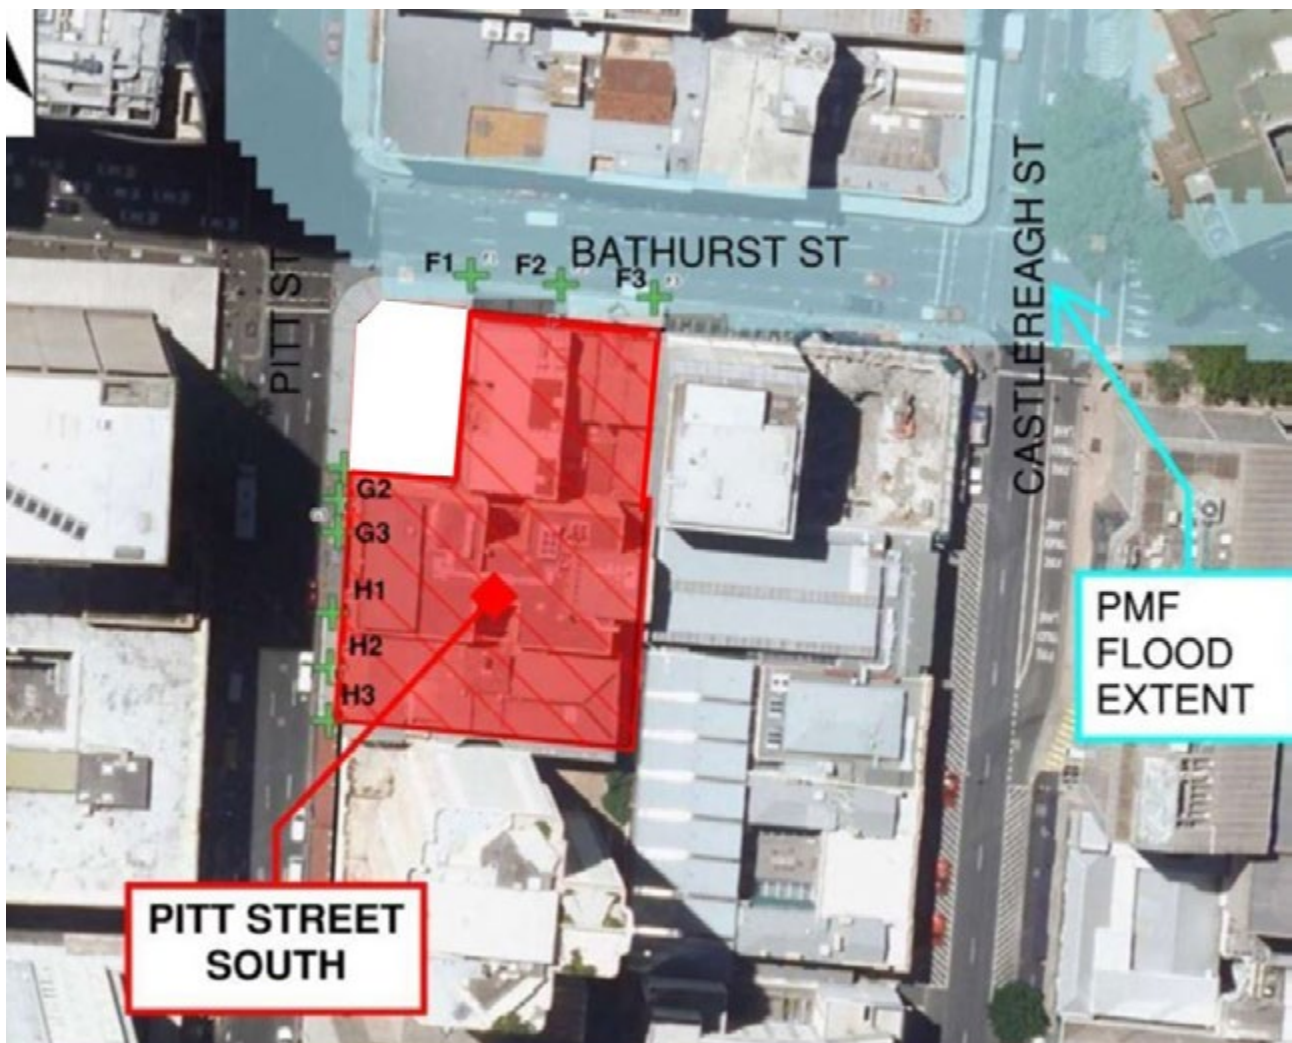 BATHURST ST
F1
F2
F3
PITT ST
CASTLEREAGH ST
G2
G3
H1
H2
H3
PMF
FLOOD
EXTENT
PITT STREET
SOUTH